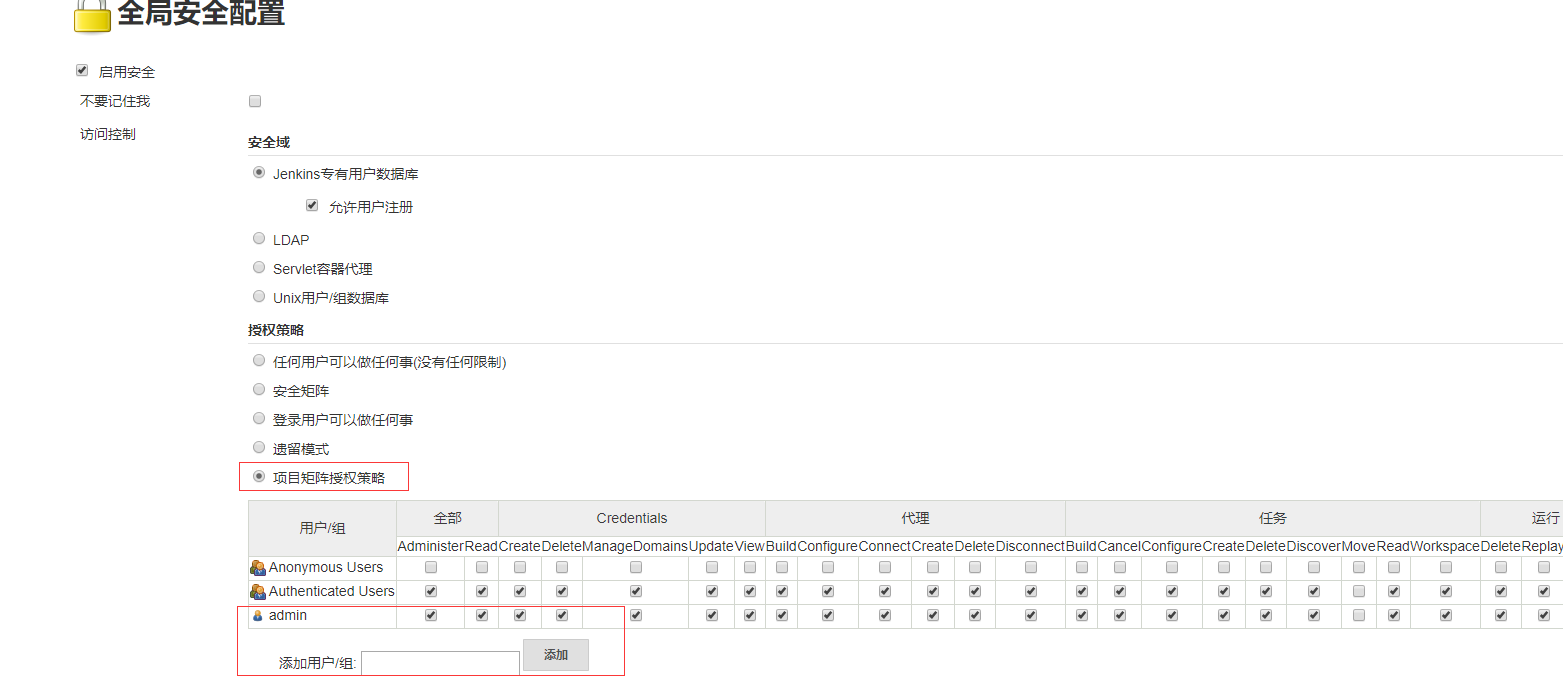 全局安全配置
启用安全
不要记住我
访问控制
安全域
Jenkins专有用户数据库
允许用户注册
LDAP
Servlet容器代理
Unix用户/组数据库
授权策略
任何用户可以做任何事(没有任何限制)
安全矩阵
登录用户可以做任何事
遗留模式
项目矩阵授权策略
用户/组 全部 Credentials 代理 任务 运行
Administer Read Create Delete ManageDomains Update View Build Configure Connect Create Delete Disconnect Build Cancel Configure Create Delete Discover Move Read Workspace Delete Replay
Anonymous Users
Authenticated Users
admin
添加用户/组: 添加